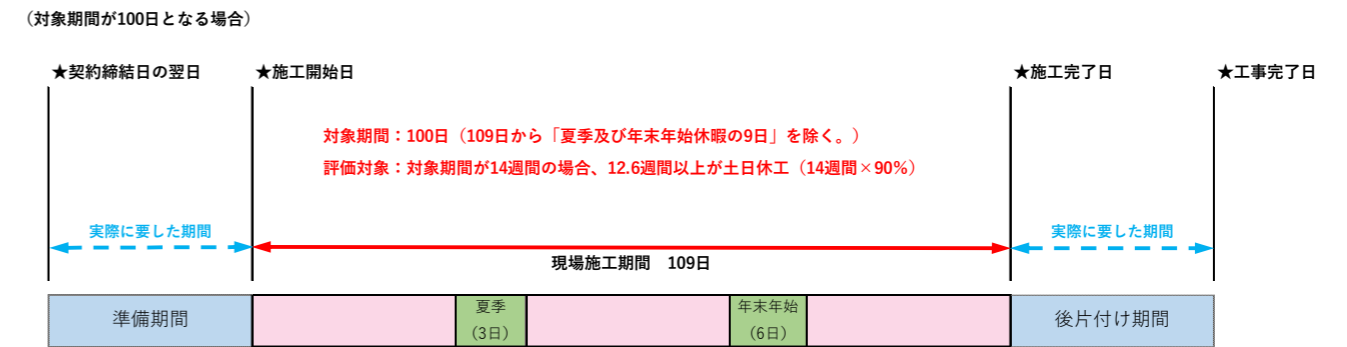 （対象期間が100日となる場合）
★契約締結日の翌日
★施工開始日
★施工完了日
★工事完了日
対象期間：100日（109日から「夏季及び年末年始休暇の9日」を除く。）
評価対象：対象期間が14週間の場合、12.6週間以上が土日休工（14週間×90%）
実際に要した期間
実際に要した期間
現場施工期間　109日
準備期間
夏季
（3日）
年末年始
（6日）
後片付け期間